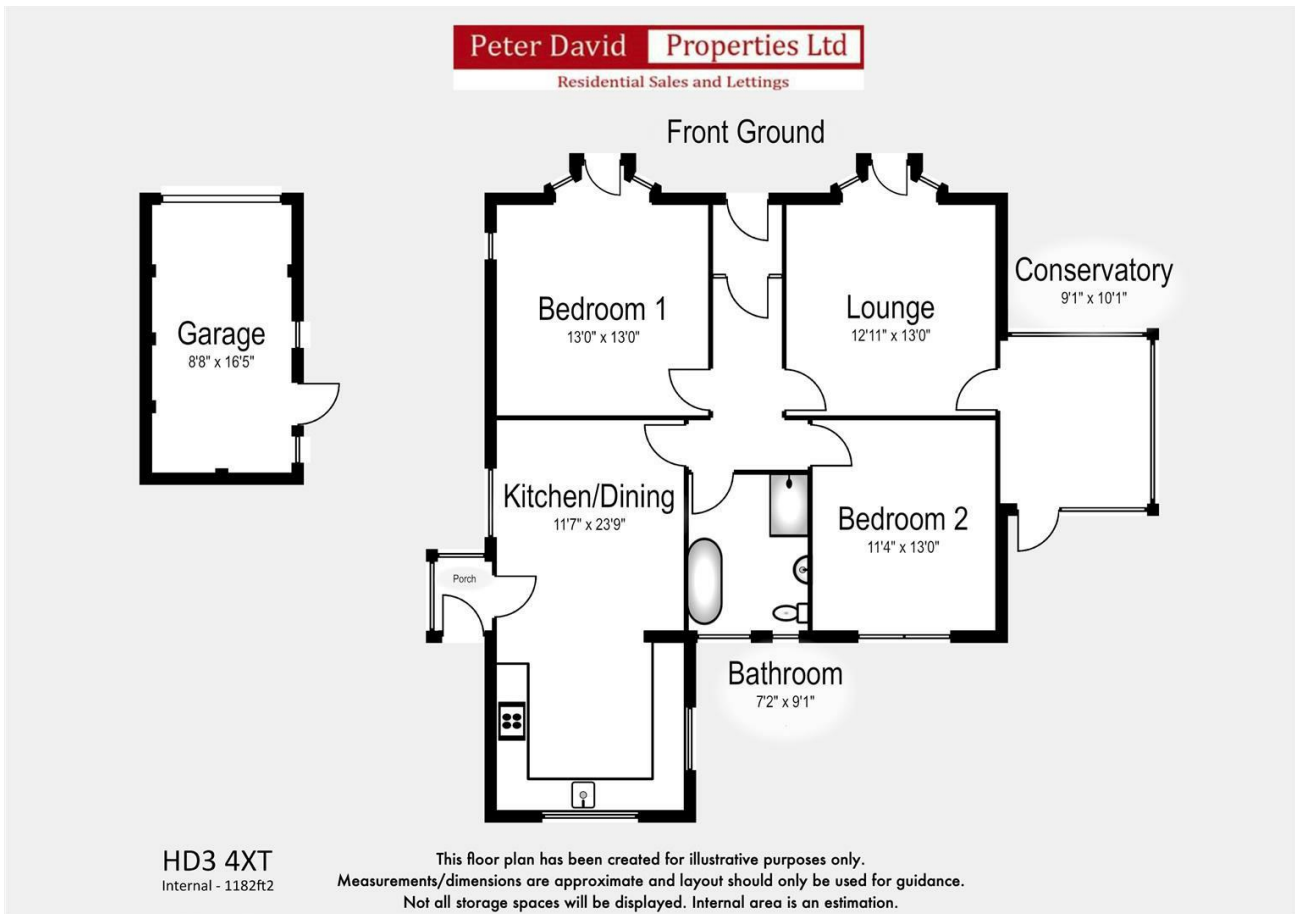 Peter David Properties Ltd
Residential Sales and Lettings
Front Ground
Garage
8'8" x 16'5"
Bedroom 1
13'0" x 13'0"
Lounge
12'11" x 13'0"
Conservatory
9'1" x 10'1"
Kitchen/Dining
11'7" x 23'9"
Bedroom 2
11'4" x 13'0"
Porch
Bathroom
7'2" x 9'1"
HD3 4XT
Internal - 1182ft2
This floor plan has been created for illustrative purposes only.
Measurements/dimensions are approximate and layout should only be used for guidance.
Not all storage spaces will be displayed. Internal area is an estimation.